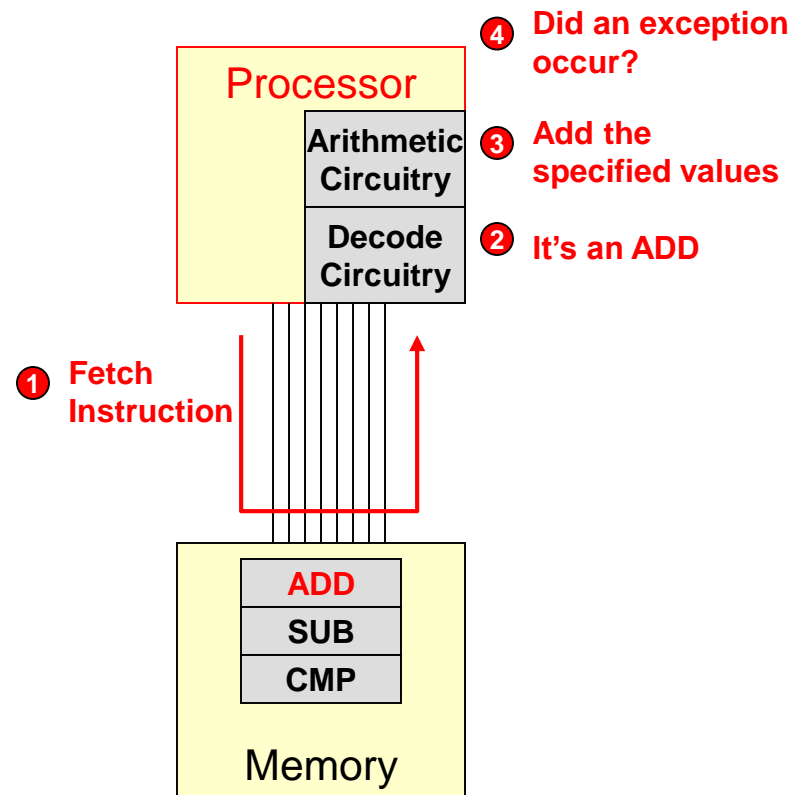 4 Did an exception
occur?
Processor
Arithmetic
Circuitry
3 Add the
specified values
Decode
Circuitry
2 It’s an ADD
1 Fetch
Instruction
ADD
SUB
CMP
Memory